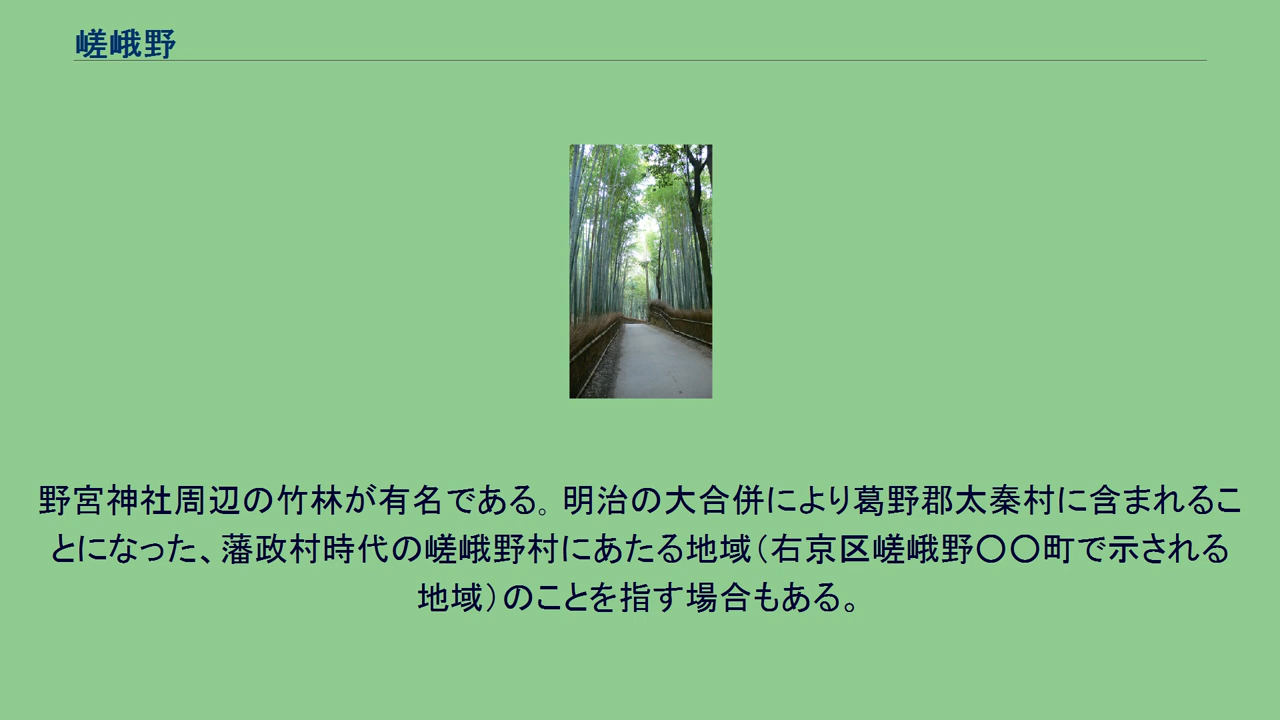 嵯峨野
野宮神社周辺の竹林が有名である。明治の大合併により葛野郡太秦村に含まれるこ
とになった、藩政村時代の嵯峨野村にあたる地域（右京区嵯峨野〇〇町で示される
地域）のことを指す場合もある。